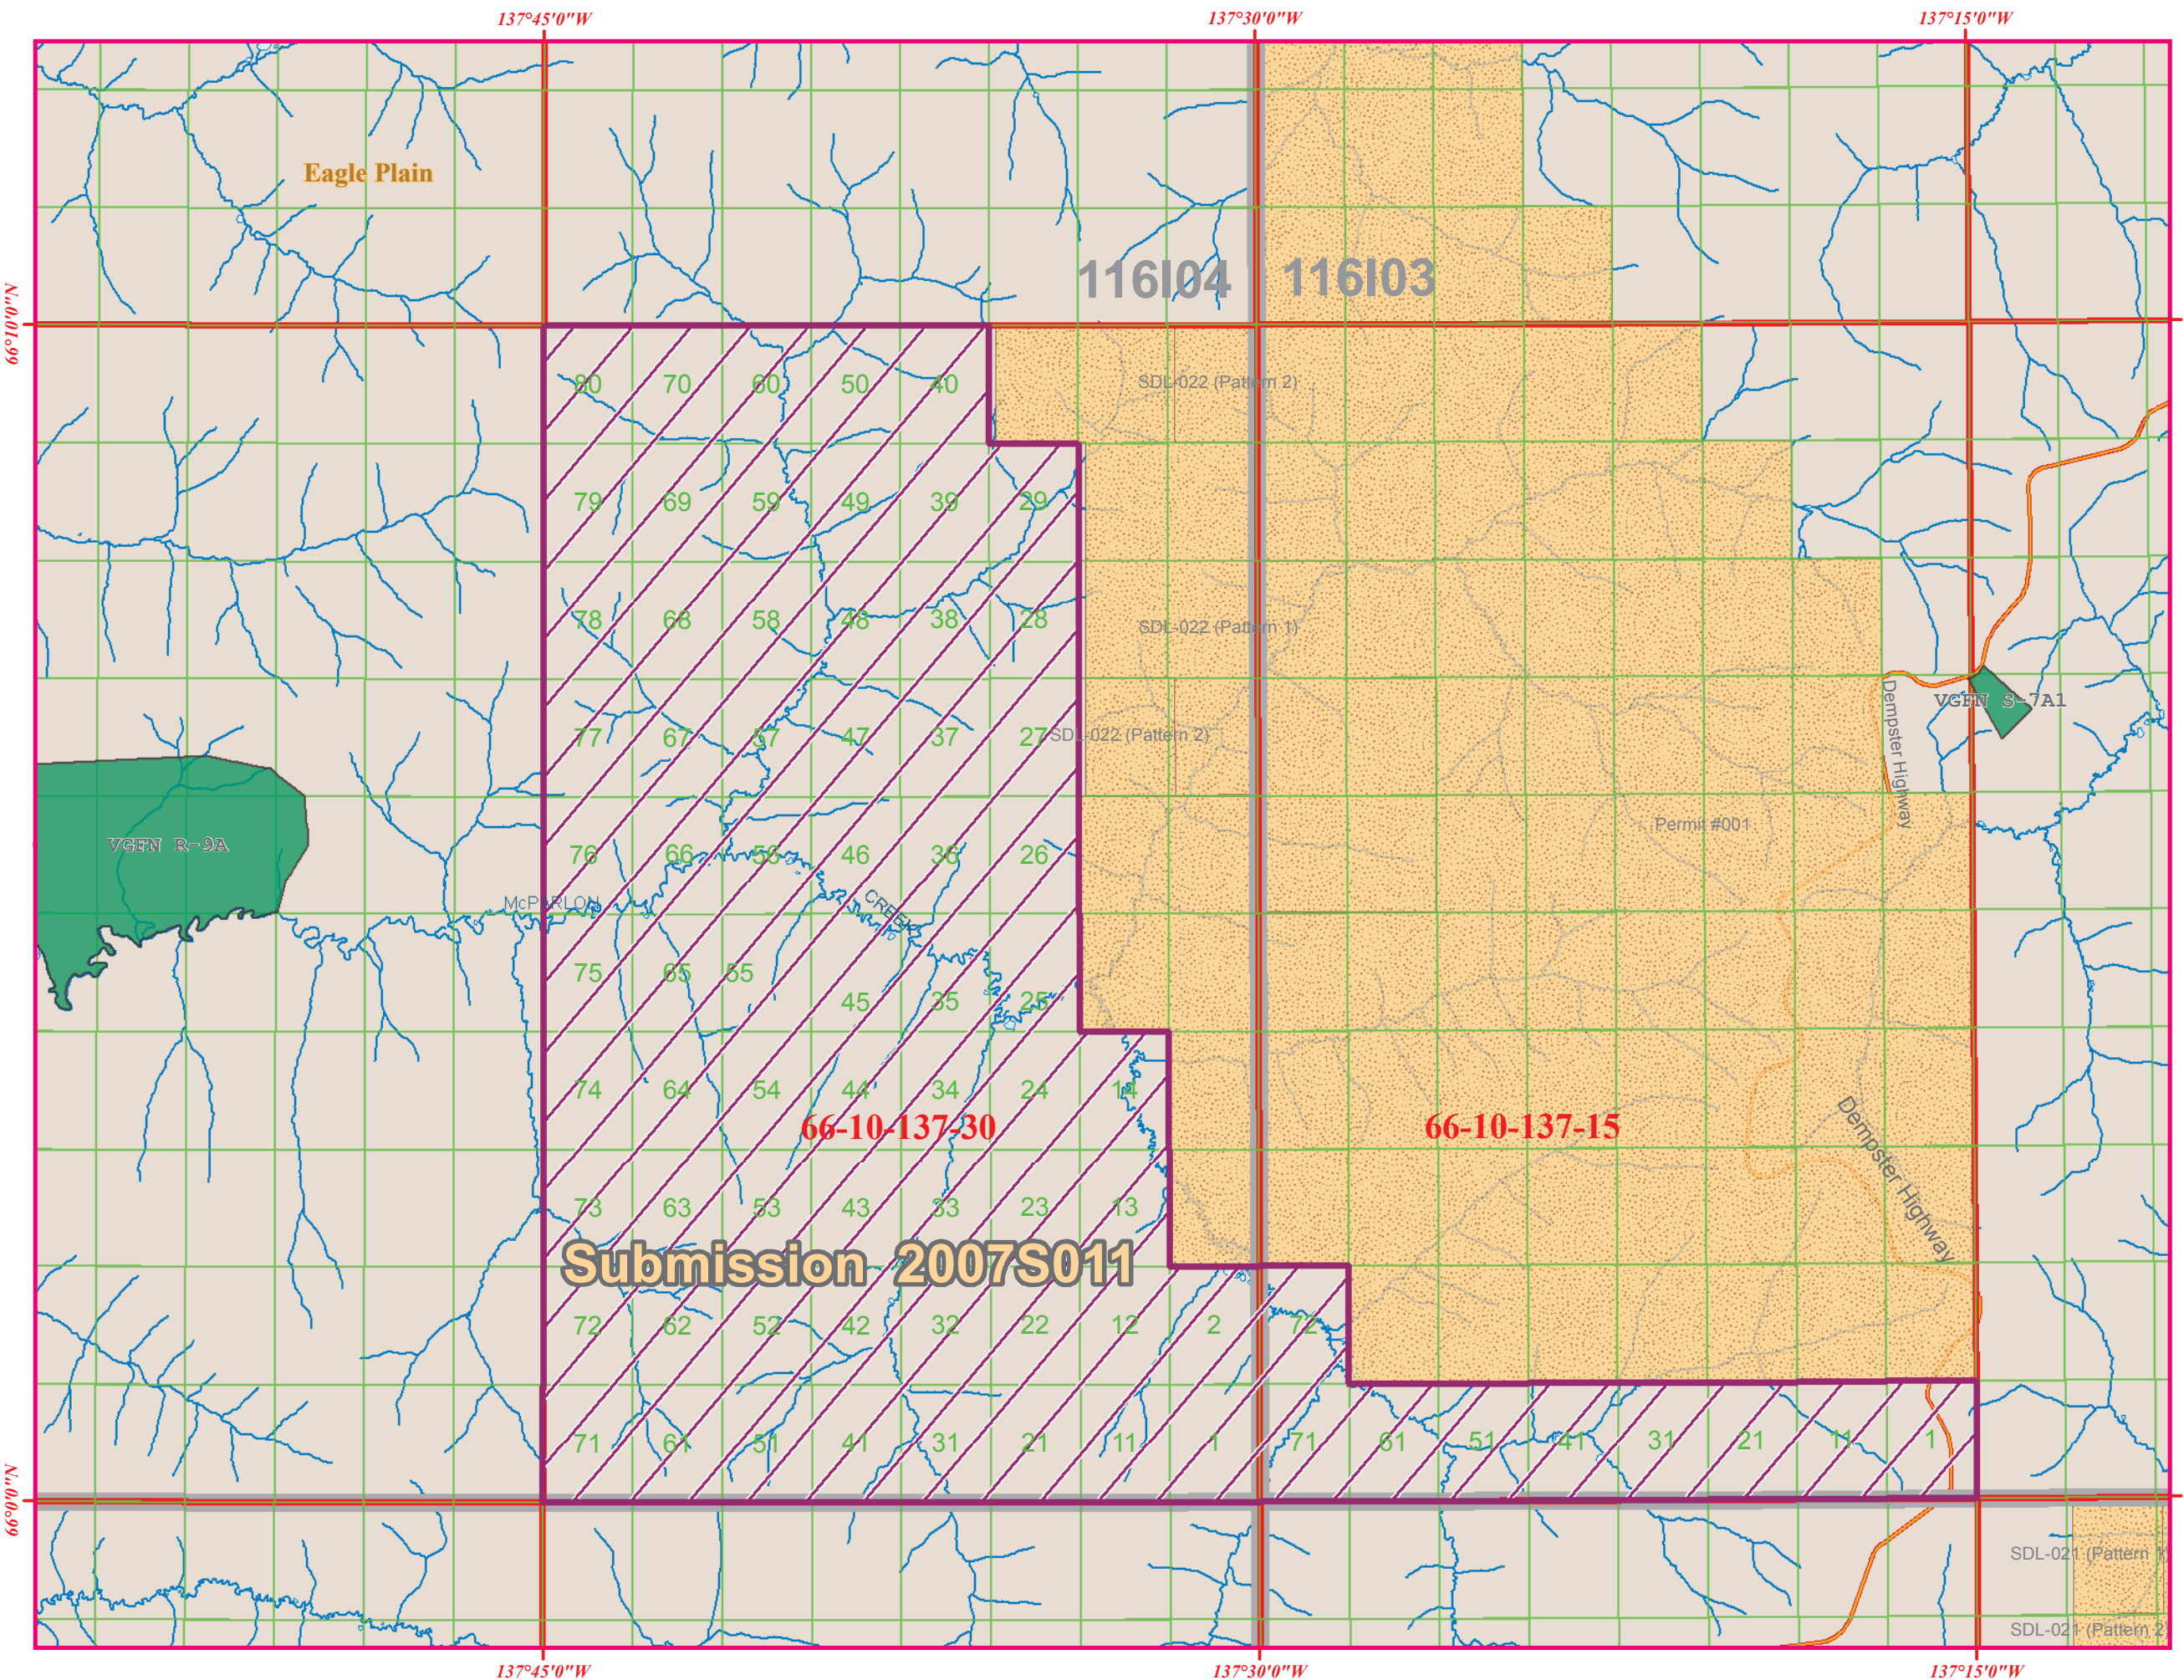 137°45'0"W 137°30'0"W 137°15'0"W
Eagle Plain
116I04 116I03
66°10'0"N
80 70 60 50 40 SDL-022 (Pattern 2)
79 69 59 49 39 29
78 68 58 48 38 28 SDL-022 (Pattern 1)
VGFN S-7A1
77 67 57 47 37 27 SDL-022 (Pattern 2)
Dempster Highway
Permit #001
VGFN R-9A
76 66 56 46 36 26
McPARLON CREEK
75 65 55
45 35 25
74 64 54 44 34 24 14
66-10-137-30 66-10-137-15
Dempster Highway
73 63 53 43 33 23 13
Submission 2007S011
72 62 52 42 32 22 12 2 72
71 61 51 41 31 21 11 1 71 61 51 41 31 21 11 1
66°0'0"N
SDL-021 (Pattern 1)
SDL-021 (Pattern 2
137°45'0"W 137°30'0"W 137°15'0"W